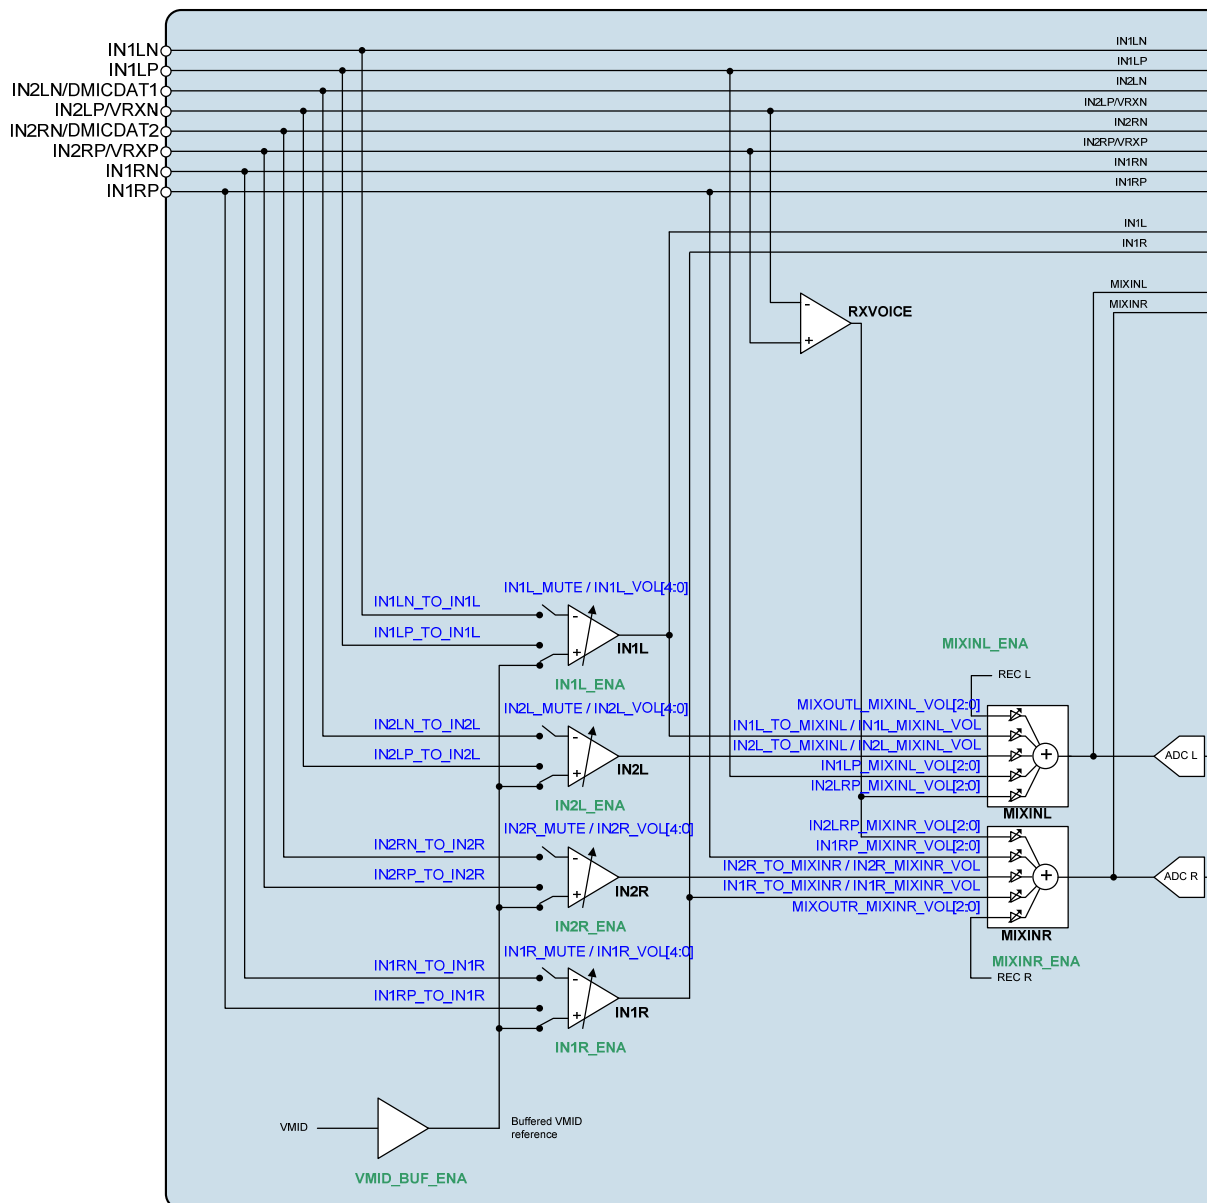 IN1LN
IN1LN
IN1LP
IN1LP
IN2LN/DMICDAT1
IN2LN
IN2LP/VRXN
IN2LP/VRXN
IN2RN/DMICDAT2
IN2RN
IN2RP/VRXP
IN2RP/VRXP
IN1RN
IN1RN
IN1RP
IN1RP
IN1L
IN1R
MIXINL
MIXINR
RXVOICE
-
+
IN1L_MUTE / IN1L_VOL[4:0]
IN1LN_TO_IN1L
-
IN1LP_TO_IN1L
+
IN1L
IN1L_ENA
MIXINL_ENA
REC L
IN2L_MUTE / IN2L_VOL[4:0]
IN2LN_TO_IN2L
-
IN2LP_TO_IN2L
+
IN2L
IN2L_ENA
MIXOUTL_MIXINL_VOL[2:0]
IN1L_TO_MIXINL / IN1L_MIXINL_VOL
IN2L_TO_MIXINL / IN2L_MIXINL_VOL
IN1LP_MIXINL_VOL[2:0]
IN2LRP_MIXINL_VOL[2:0]
+
MIXINL
ADC L
IN2R_MUTE / IN2R_VOL[4:0]
IN2RN_TO_IN2R
-
IN2RP_TO_IN2R
+
IN2R
IN2R_ENA
IN2LRP_MIXINR_VOL[2:0]
IN1RP_MIXINR_VOL[2:0]
IN2R_TO_MIXINR / IN2R_MIXINR_VOL
IN1R_TO_MIXINR / IN1R_MIXINR_VOL
MIXOUTR_MIXINR_VOL[2:0]
+
MIXINR
ADC R
MIXINR_ENA
REC R
IN1R_MUTE / IN1R_VOL[4:0]
IN1RN_TO_IN1R
-
IN1RP_TO_IN1R
+
IN1R
IN1R_ENA
VMID
Buffered VMID
reference
VMID_BUF_ENA